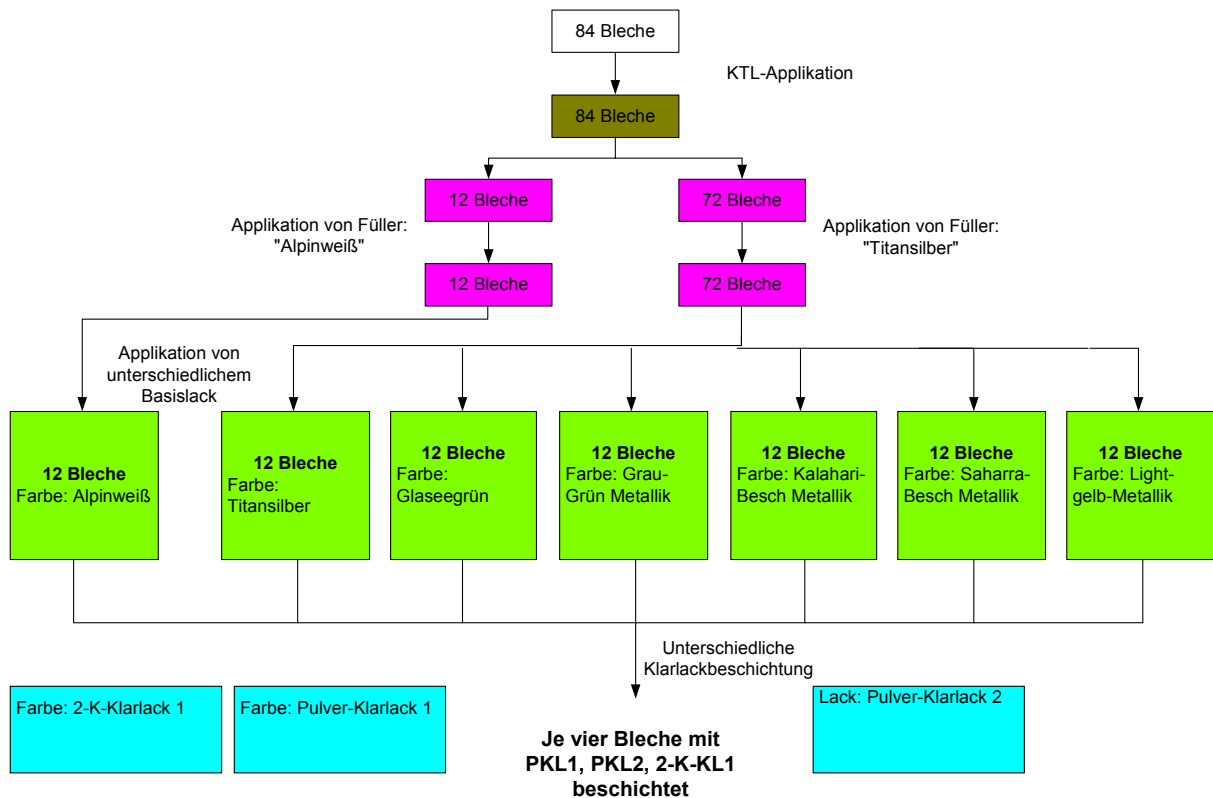 84 Bleche
KTL-Applikation
84 Bleche
12 Bleche
72 Bleche
Applikation von Füller:
"Alpinweiß"
Applikation von Füller:
"Titansilber"
12 Bleche
72 Bleche
Applikation von
unterschiedlichem
Basislack
12 Bleche
Farbe: Alpinweiß
12 Bleche
Farbe:
Titansilber
12 Bleche
Farbe:
Glaseegrün
12 Bleche
Farbe: Grau-
Grün Metallik
12 Bleche
Farbe: Kalahari-
Besch Metallik
12 Bleche
Farbe: Saharra-
Besch Metallik
12 Bleche
Farbe: Light-
gelb-Metallik
Unterschiedliche
Klarlackbeschichtung
Farbe: 2-K-Klarlack 1
Farbe: Pulver-Klarlack 1
Je vier Bleche mit
PKL1, PKL2, 2-K-KL1
beschichtet
Lack: Pulver-Klarlack 2